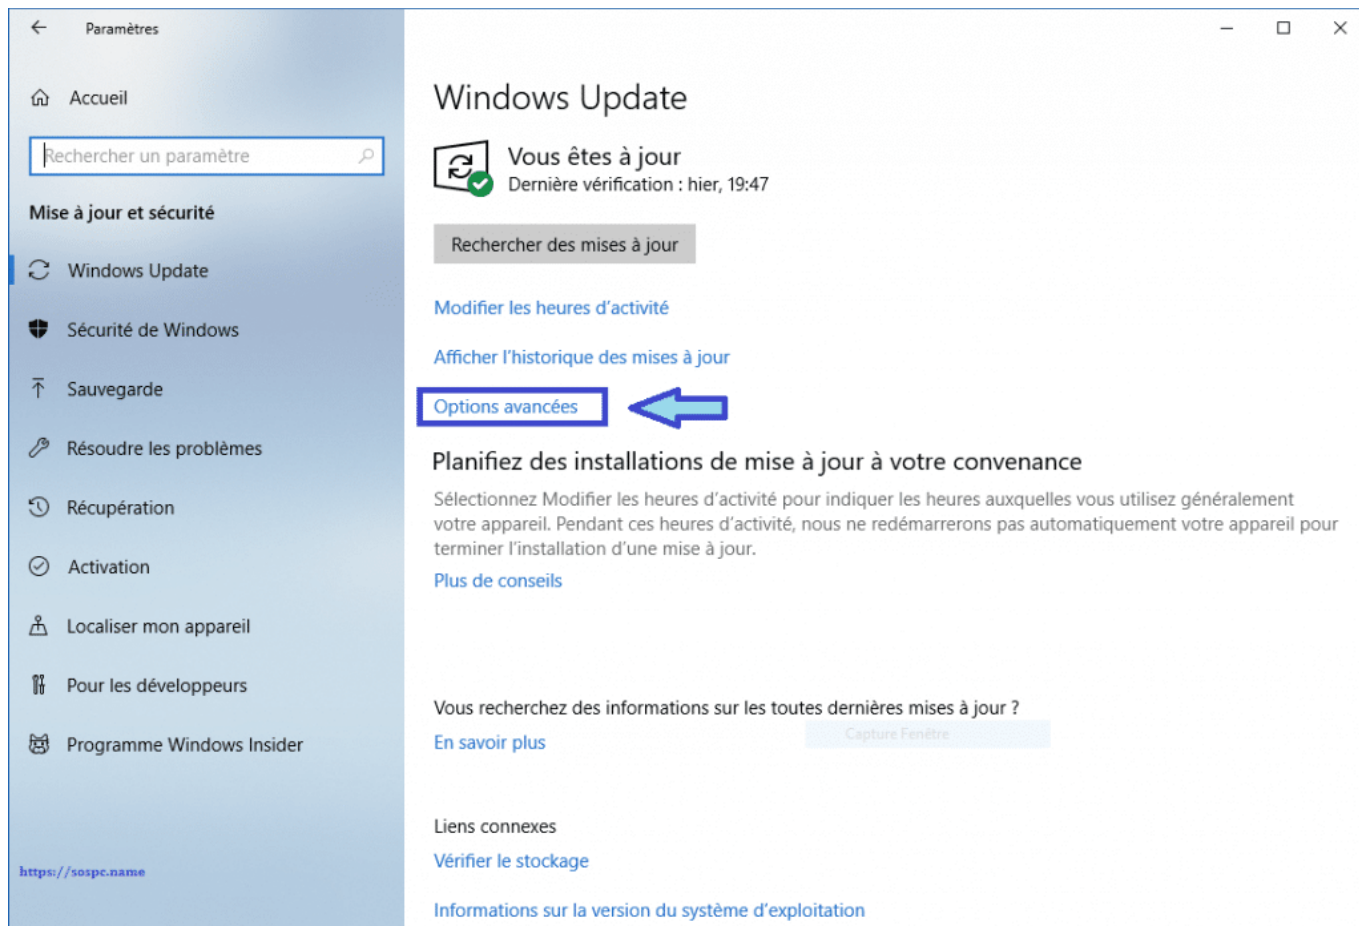 Paramètres
Accueil
Rechercher un paramètre
Mise à jour et sécurité
Windows Update
Sécurité de Windows
Sauvegarde
Résoudre les problèmes
Récupération
Activation
Localiser mon appareil
Pour les développeurs
Programme Windows Insider
https://sospc.name
Windows Update
Vous êtes à jour
Dernière vérification : hier, 19:47
Rechercher des mises à jour
Modifier les heures d'activité
Afficher l'historique des mises à jour
Options avancées
Planifiez des installations de mise à jour à votre convenance
Sélectionnez Modifier les heures d'activité pour indiquer les heures auxquelles vous utilisez généralement
votre appareil. Pendant ces heures d'activité, nous ne redémarrerons pas automatiquement votre appareil pour
terminer l'installation d'une mise à jour.
Plus de conseils
Vous recherchez des informations sur les toutes dernières mises à jour ?
Capture Fenêtre
En savoir plus
Liens connexes
Vérifier le stockage
Informations sur la version du système d'exploitation